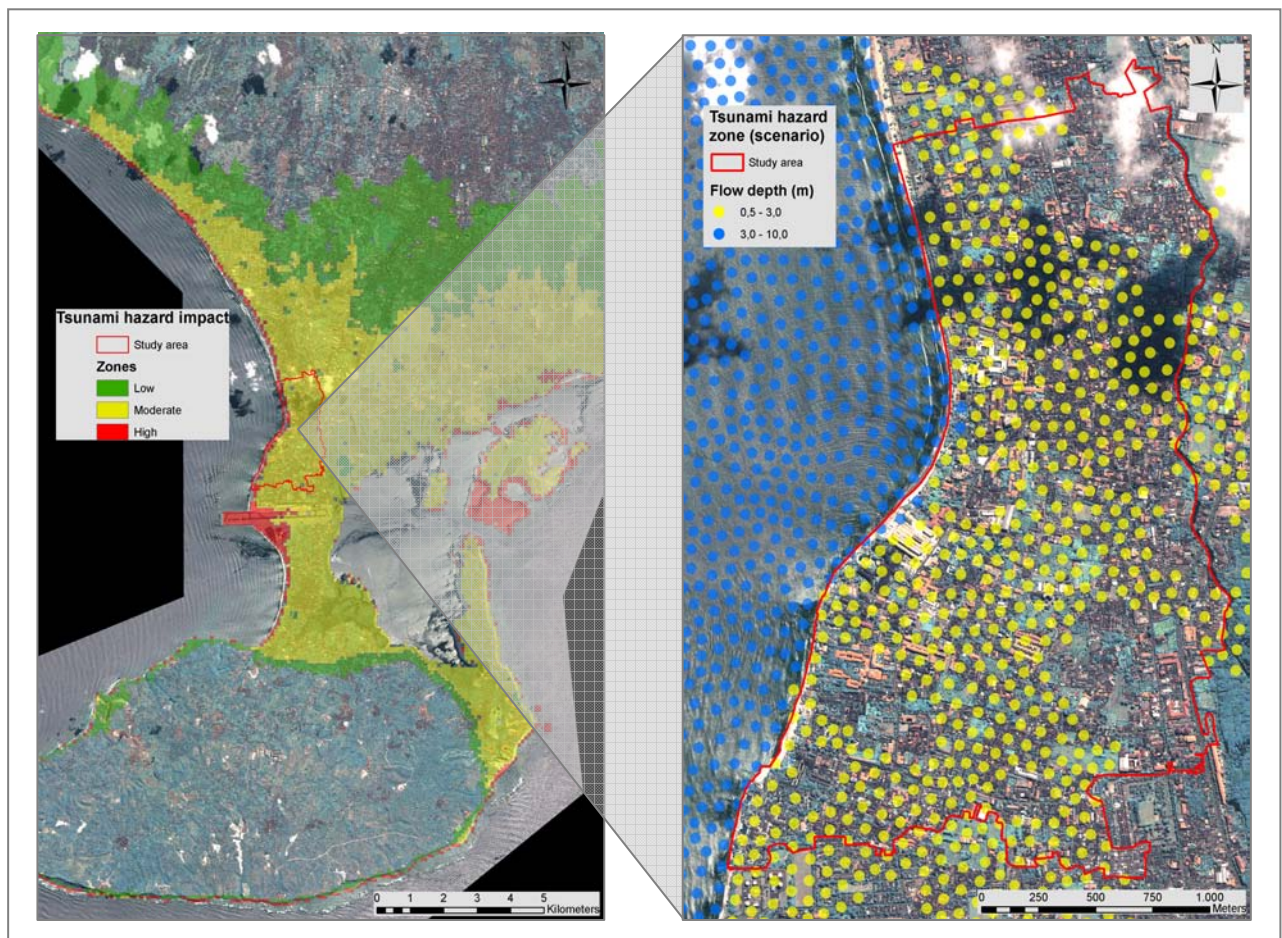 N
Tsunami hazard impact
Study area
Zones
Low
Moderate
High
0 1 2 3 4 5
Kilometers
N
Tsunami hazard
zone (scenario)
Study area
Flow depth (m)
0,5 - 3,0
3,0 - 10,0
0 250 500 750 1.000
Meters